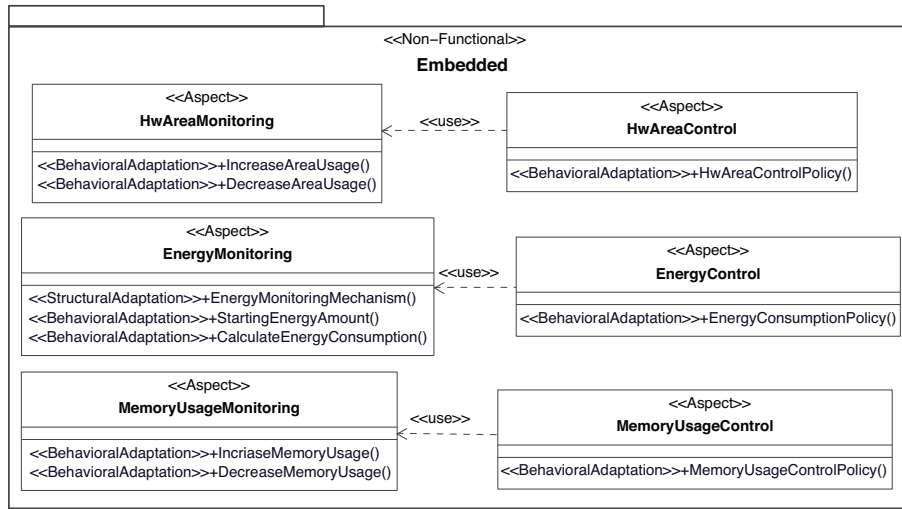 <<Non-Functional>>
Embedded
<<Aspect>>
HwAreaMonitoring
<<BehavioralAdaptation>>+IncreaseAreaUsage()
<<BehavioralAdaptation>>+DecreaseAreaUsage()
<<use>>
<<Aspect>>
HwAreaControl
<<BehavioralAdaptation>>+HwAreaControlPolicy()
<<Aspect>>
EnergyMonitoring
<<StructuralAdaptation>>+EnergyMonitoringMechanism()
<<BehavioralAdaptation>>+StartingEnergyAmount()
<<BehavioralAdaptation>>+CalculateEnergyConsumption()
<<use>>
<<Aspect>>
EnergyControl
<<BehavioralAdaptation>>+EnergyConsumptionPolicy()
<<Aspect>>
MemoryUsageMonitoring
<<BehavioralAdaptation>>+IncriaseMemoryUsage()
<<BehavioralAdaptation>>+DecreaseMemoryUsage()
<<use>>
<<Aspect>>
MemoryUsageControl
<<BehavioralAdaptation>>+MemoryUsageControlPolicy()